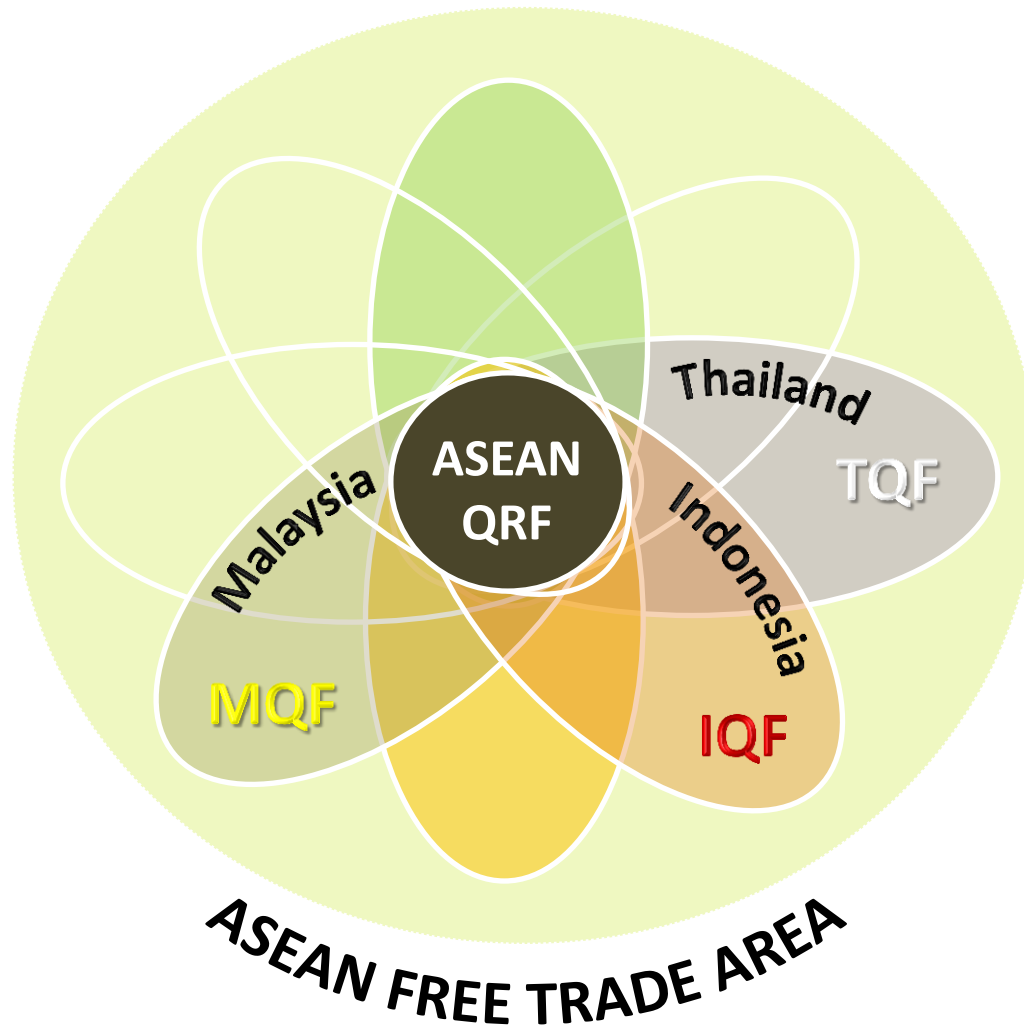 Thailand
TQF
ASEAN
QRF
Malaysia
MQF
Indonesia
IQF
ASEAN FREE TRADE AREA